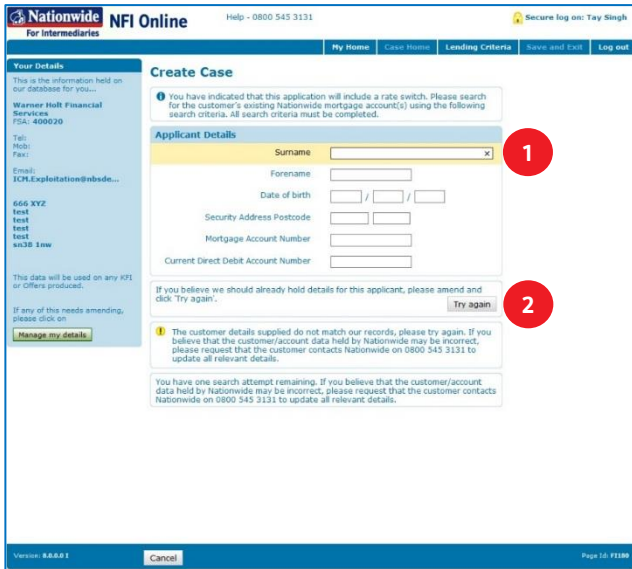 Nationwide
For Intermediaries
NFI Online
Help - 0800 545 3131
Secure log on: Tay Singh
My Home
Case Home
Lending Criteria
Save and Exit
Log out
Your Details
This is the information held on
our database for you...
Warner Holt Financial
Services
FSA: 400020
Tel:
Mob:
Fax:
Email:
ICM.Exploitation@nbsde...
666 XYZ
test
test
test
test
sn38 1nw
This data will be used on any KFI
or Offers produced.
If any of this needs amending,
please click on
Manage my details
Create Case
You have indicated that this application will include a rate switch. Please search
for the customer's existing Nationwide mortgage account(s) using the following
search criteria. All search criteria must be completed.
Applicant Details
Surname
1
Forename
Date of birth / /
Security Address Postcode
Mortgage Account Number
Current Direct Debit Account Number
If you believe we should already hold details for this applicant, please amend and
click 'Try again'.
Try again
2
The customer details supplied do not match our records, please try again. If you
believe that the customer/account data held by Nationwide may be incorrect,
please request that the customer contacts Nationwide on 0800 545 3131 to
update all relevant details.
You have one search attempt remaining. If you believe that the customer/account
data held by Nationwide may be incorrect, please request that the customer contacts
Nationwide on 0800 545 3131 to update all relevant details.
Version: 8.0.0.0 I
Cancel
Page Id: FI180